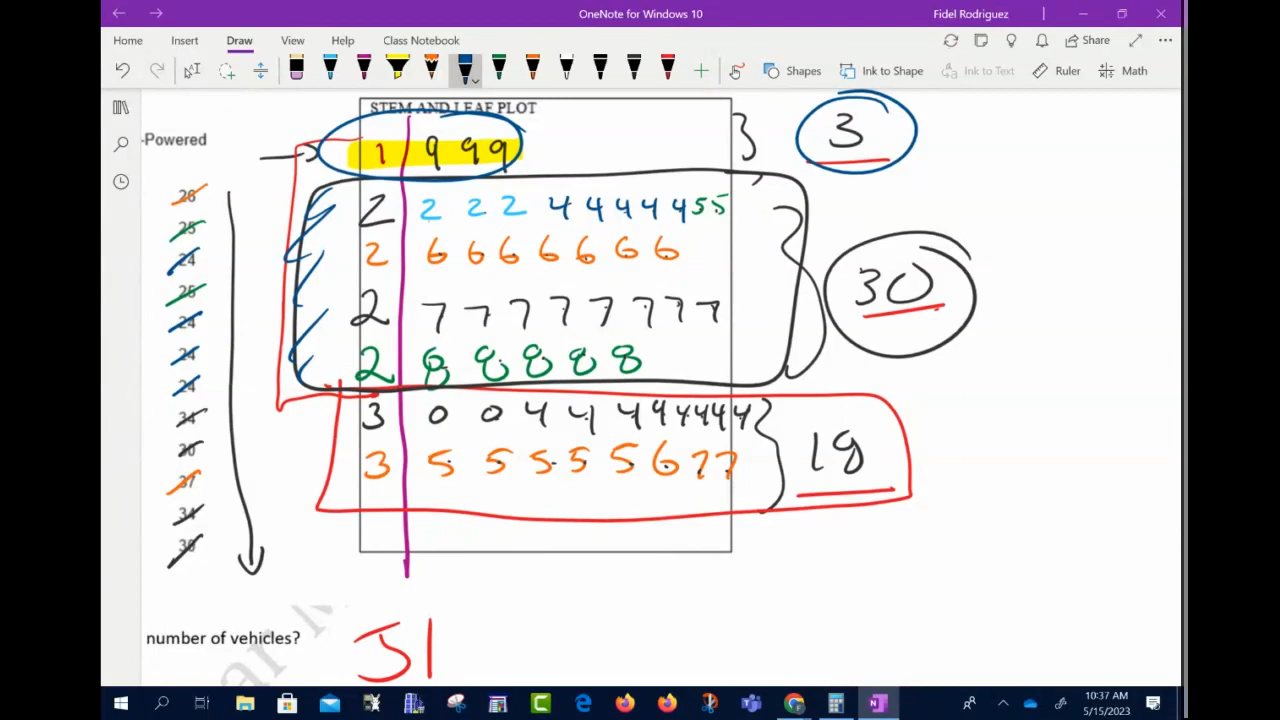 OneNote for Windows 10
Fidel Rodriguez
Home Insert Draw View Help Class Notebook
Share
Shapes Ink to Shape Ink to Text Ruler Math
STEM AND LEAF PLOT
-Powered
1 9 9 9
3
2 2 2 2 4 4 4 4 4 5 5
2 6 6 6 6 6 6 6
30
2 7 7 7 7 7 7 7 7
2 8 8 8 8 8
3 0 0 4 4 4 4 4 4 4 4
3 5 5 5 5 5 6 7 7
18
26
25
24
25
24
24
24
34
30
37
34
30
number of vehicles?
51
10:37 AM
5/15/2023